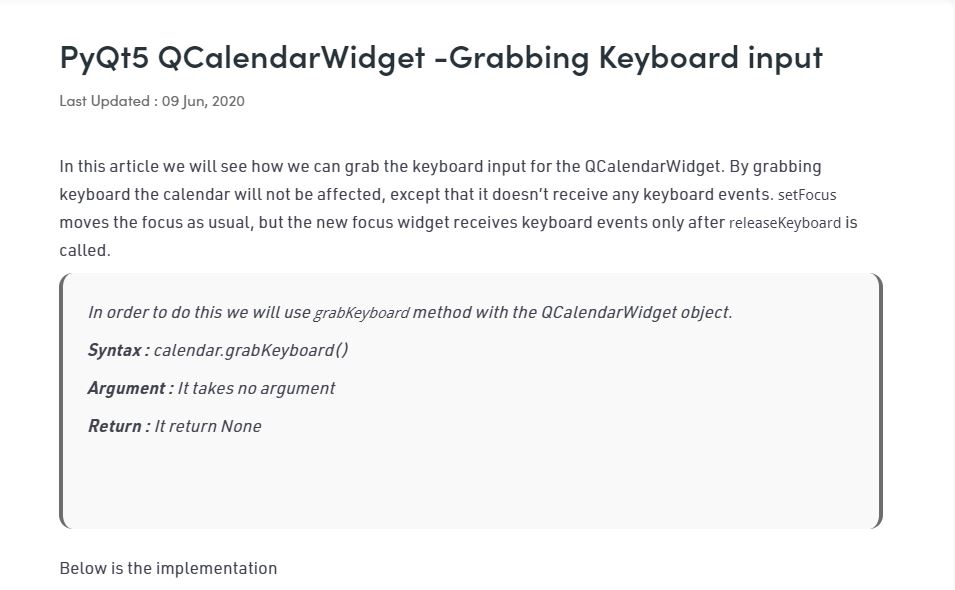 PyQt5 QCalendarWidget -Grabbing Keyboard input
Last Updated : 09 Jun, 2020
In this article we will see how we can grab the keyboard input for the QCalendarWidget. By grabbing
keyboard the calendar will not be affected, except that it doesn’t receive any keyboard events. setFocus
moves the focus as usual, but the new focus widget receives keyboard events only after releaseKeyboard is
called.
In order to do this we will use grabKeyboard method with the QCalendarWidget object.
Syntax : calendar.grabKeyboard()
Argument : It takes no argument
Return : It return None
Below is the implementation